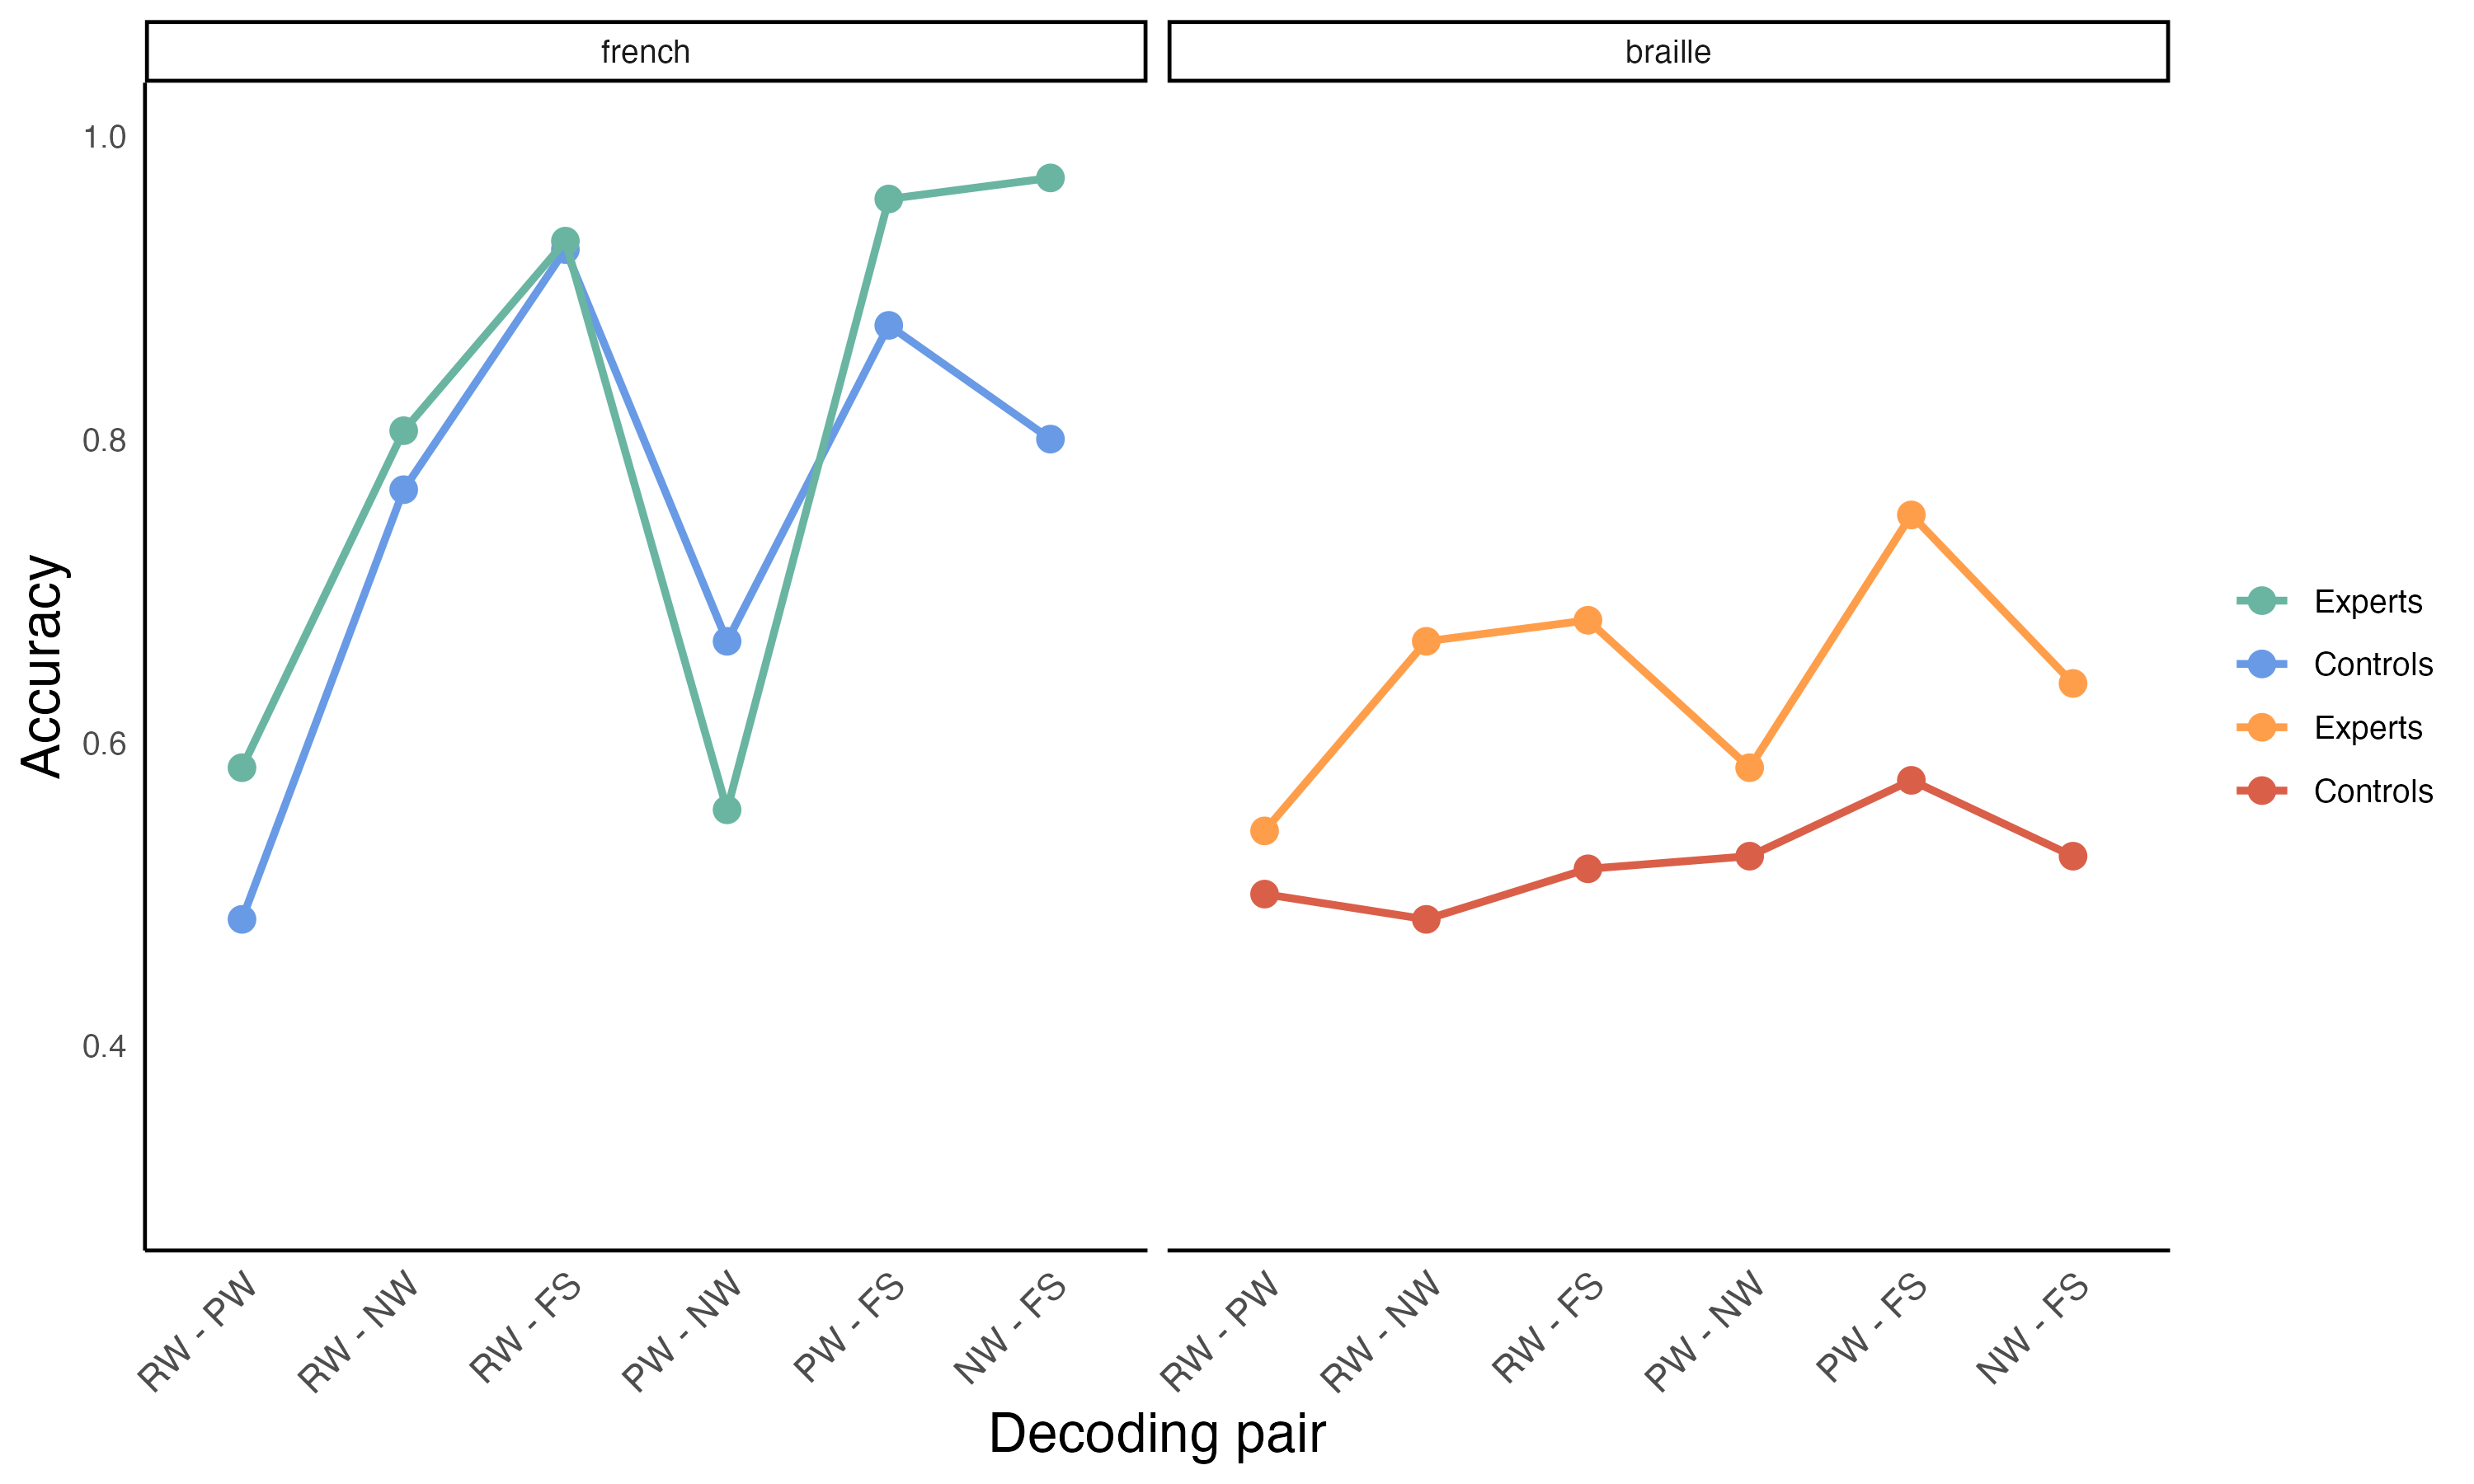 french
braille
1.0
0.8
0.6
0.4
Accuracy
RW - PW
RW - NW
RW - FS
PW - NW
PW - FS
NW - FS
RW - PW
RW - NW
RW - FS
PW - NW
PW - FS
NW - FS
Decoding pair
Experts
Controls
Experts
Controls